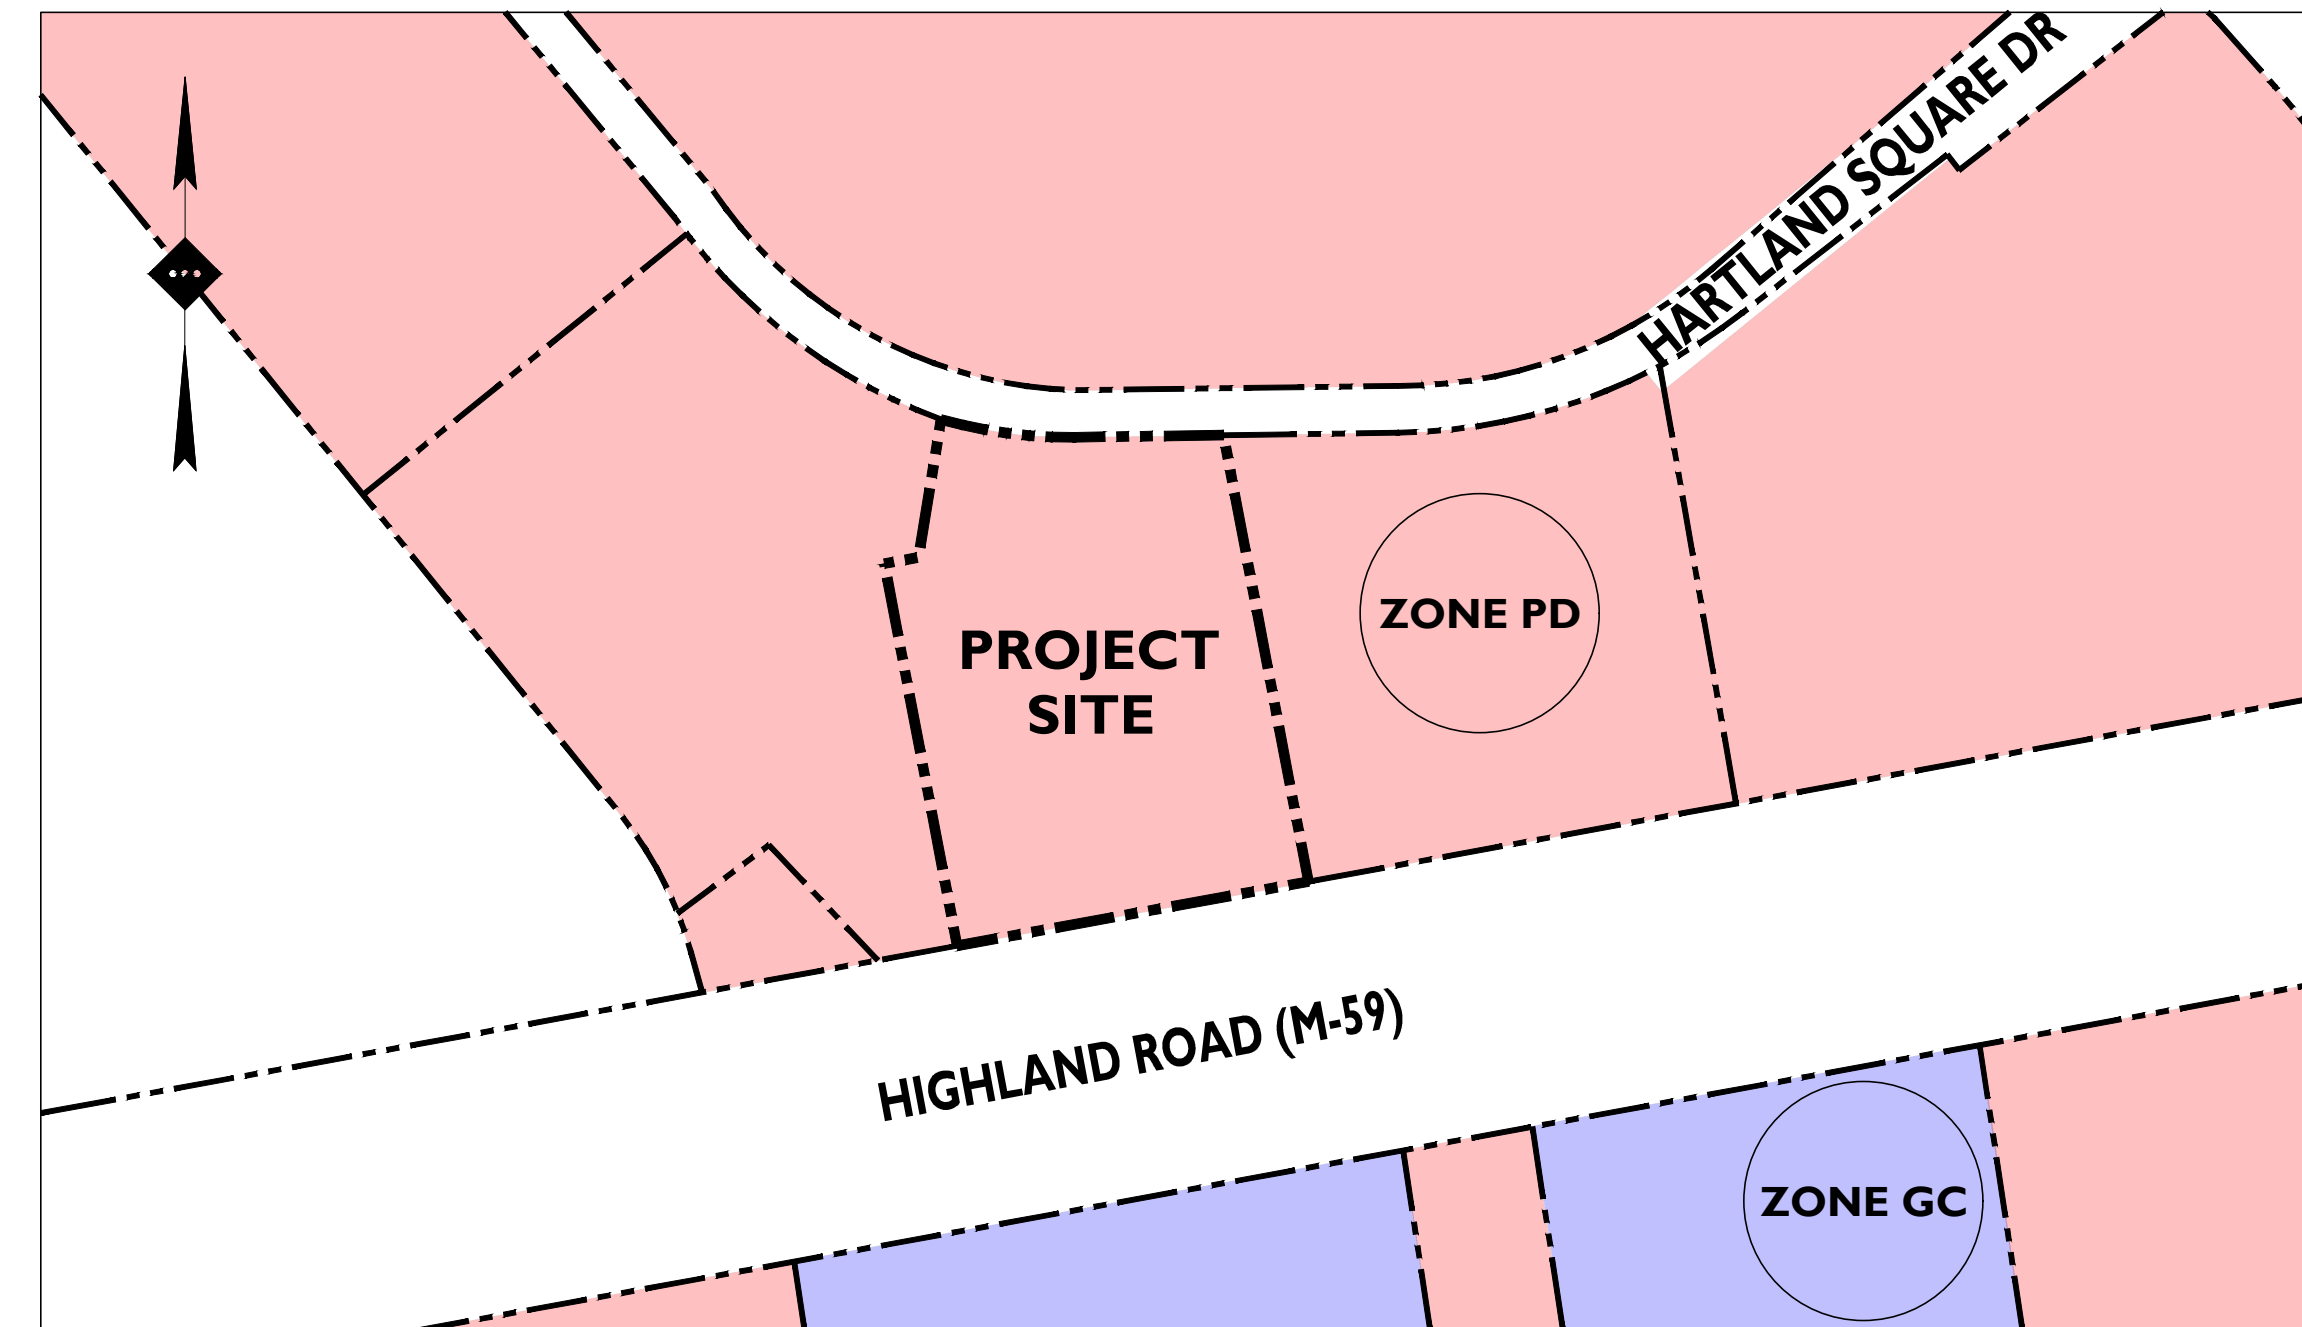 HARTLAND SQUARE DR
ZONE PD
PROJECT
SITE
HIGHLAND ROAD (M-59)
ZONE GC